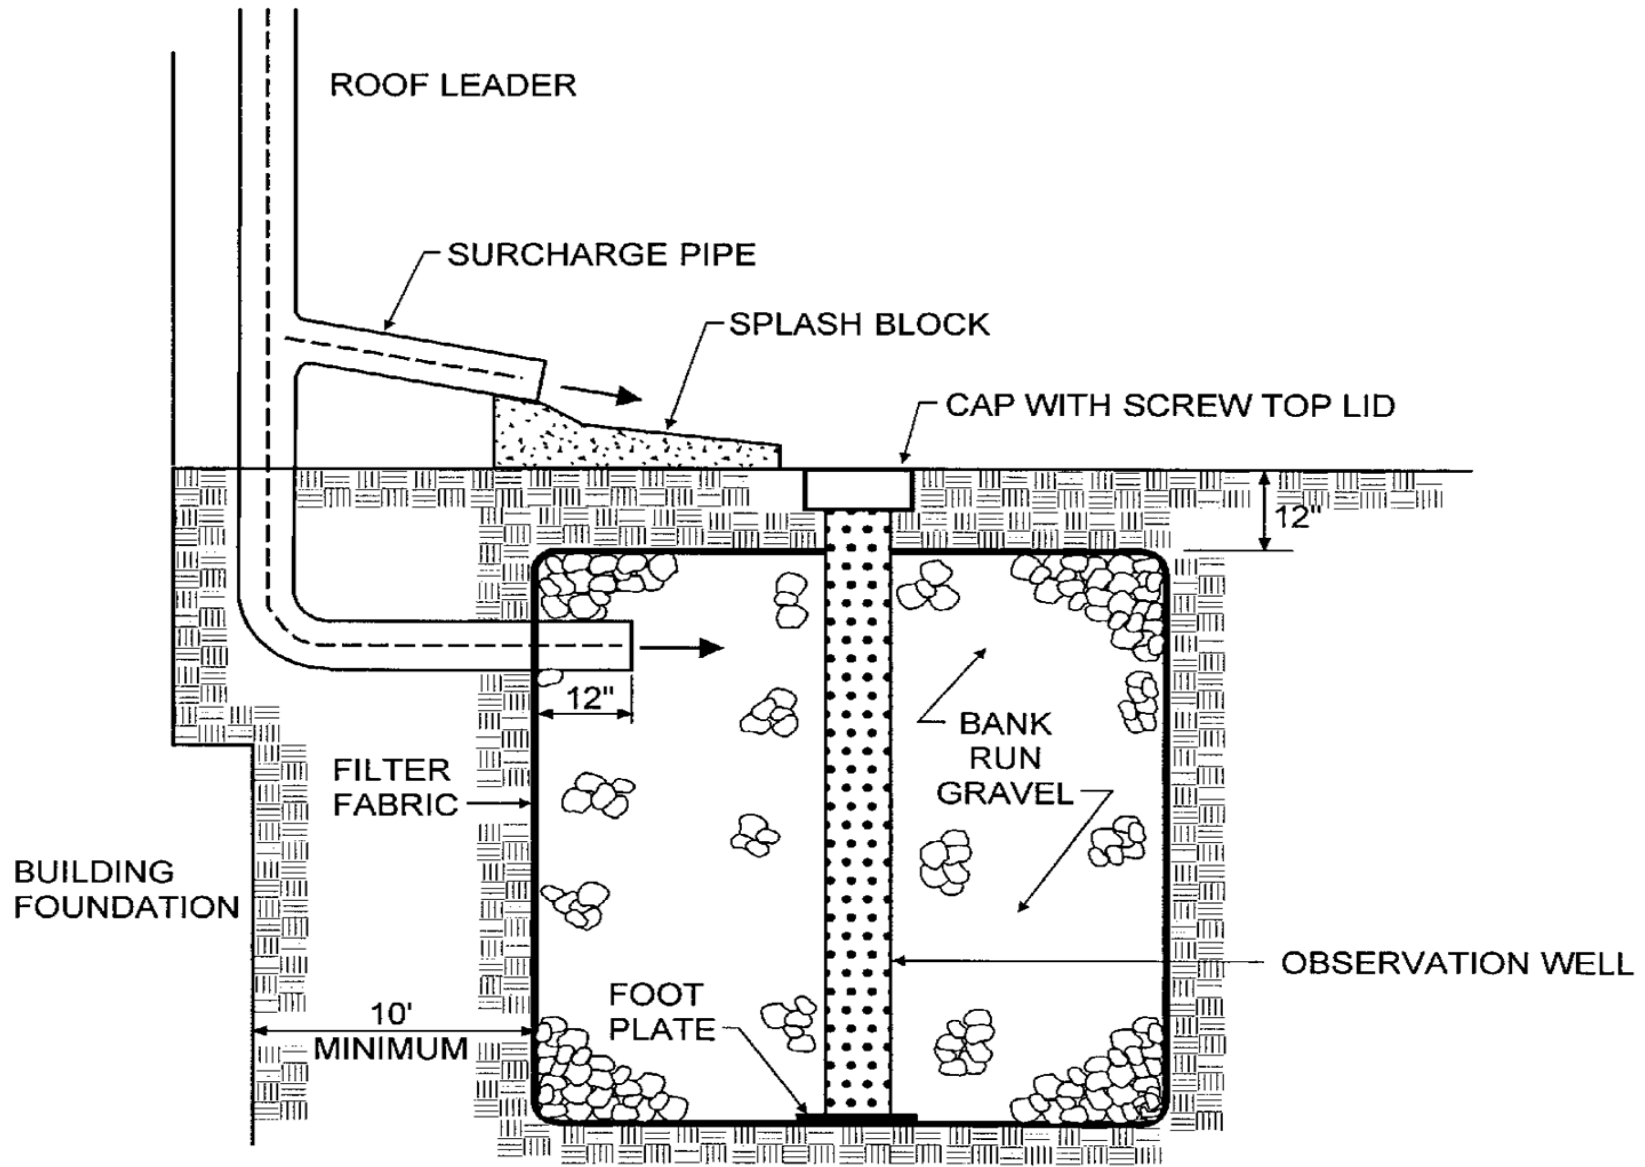 ROOF LEADER
SURCHARGE PIPE
SPLASH BLOCK
CAP WITH SCREW TOP LID
12"
12"
BANK
RUN
GRAVEL
FILTER
FABRIC
BUILDING
FOUNDATION
OBSERVATION WELL
FOOT
PLATE
10'
MINIMUM